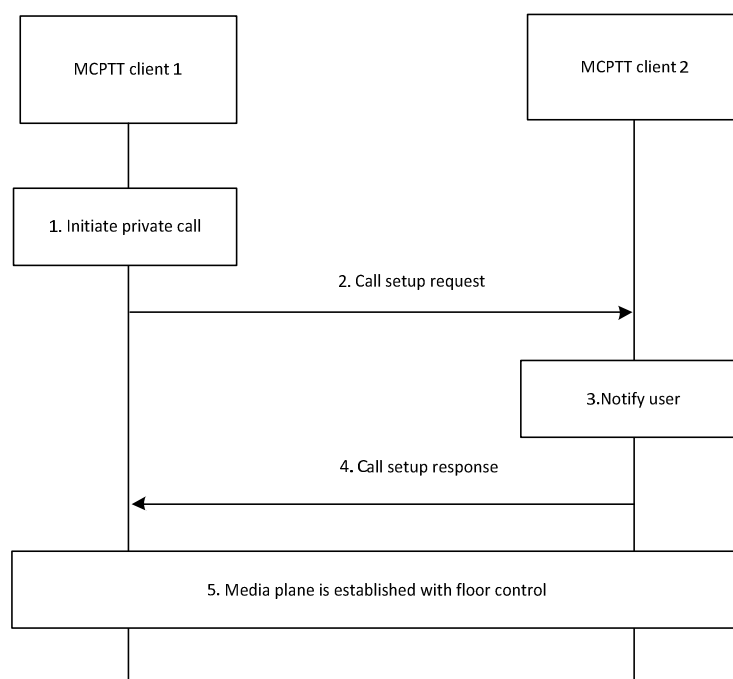 MCPTT client 1
MCPTT client 2
1. Initiate private call
2. Call setup request
3.Notify user
4. Call setup response
5. Media plane is established with floor control